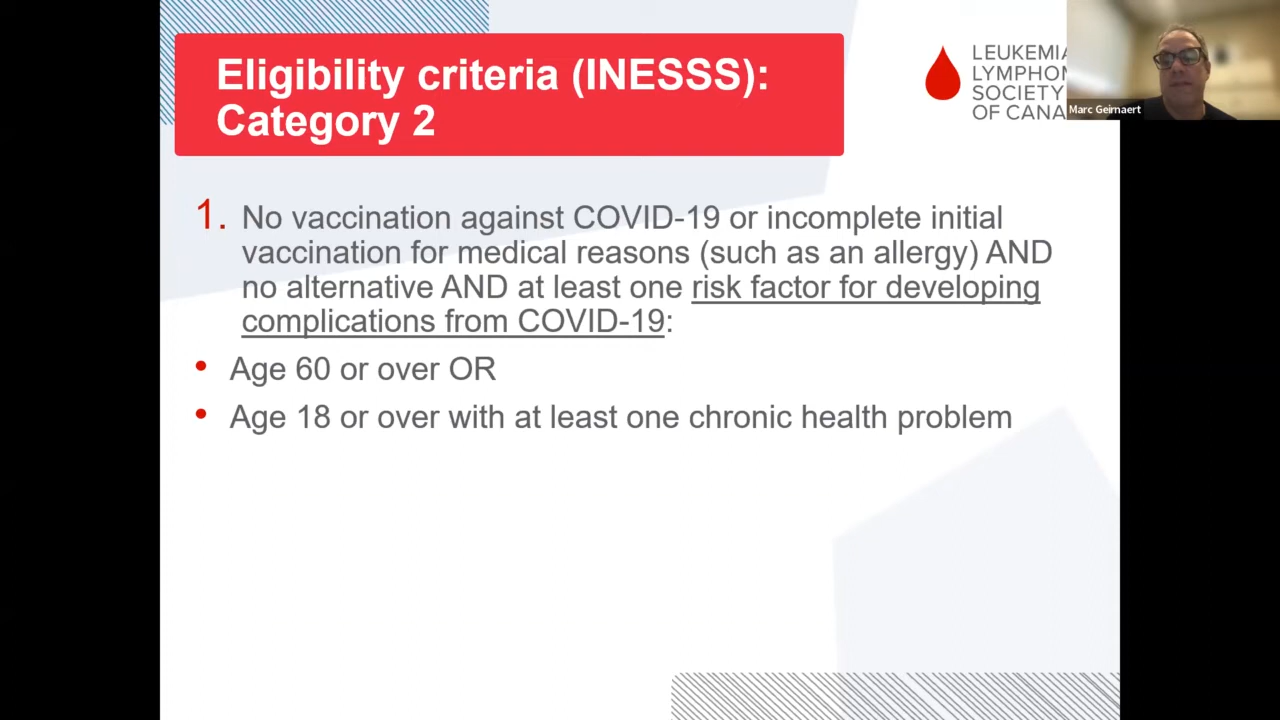 Eligibility criteria (INESSS):
Category 2
LEUKEMIA
LYMPHOM
SOCIETY
OF CANA
Marc Geirnaert
1. No vaccination against COVID-19 or incomplete initial
vaccination for medical reasons (such as an allergy) AND
no alternative AND at least one risk factor for developing
complications from COVID-19:
• Age 60 or over OR
• Age 18 or over with at least one chronic health problem